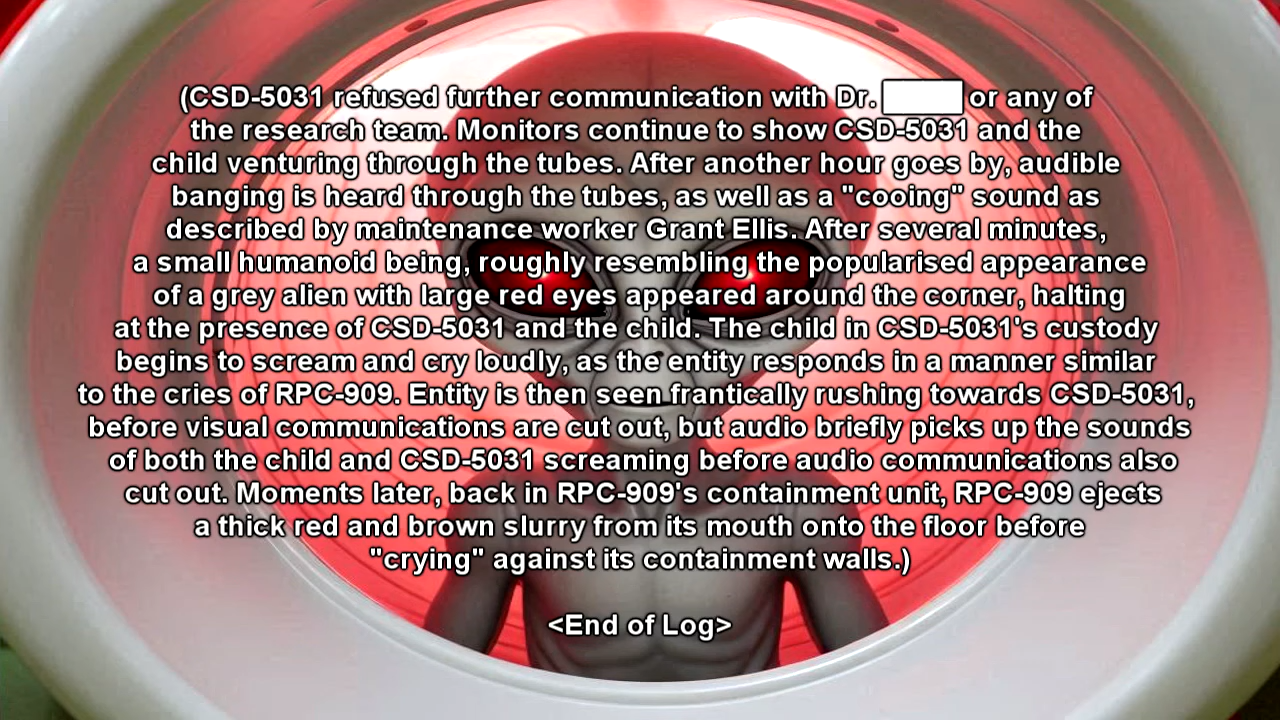 (CSD-5031 refused further communication with Dr. or any of
the research team. Monitors continue to show CSD-5031 and the
child venturing through the tubes. After another hour goes by, audible
banging is heard through the tubes, as well as a "cooing" sound as
described by maintenance worker Grant Ellis. After several minutes,
a small humanoid being, roughly resembling the popularised appearance
of a grey alien with large red eyes appeared around the corner, halting
at the presence of CSD-5031 and the child. The child in CSD-5031's custody
begins to scream and cry loudly, as the entity responds in a manner similar
to the cries of RPC-909. Entity is then seen frantically rushing towards CSD-5031,
before visual communications are cut out, but audio briefly picks up the sounds
of both the child and CSD-5031 screaming before audio communications also
cut out. Moments later, back in RPC-909's containment unit, RPC-909 ejects
a thick red and brown slurry from its mouth onto the floor before
"crying" against its containment walls.)
<End of Log>